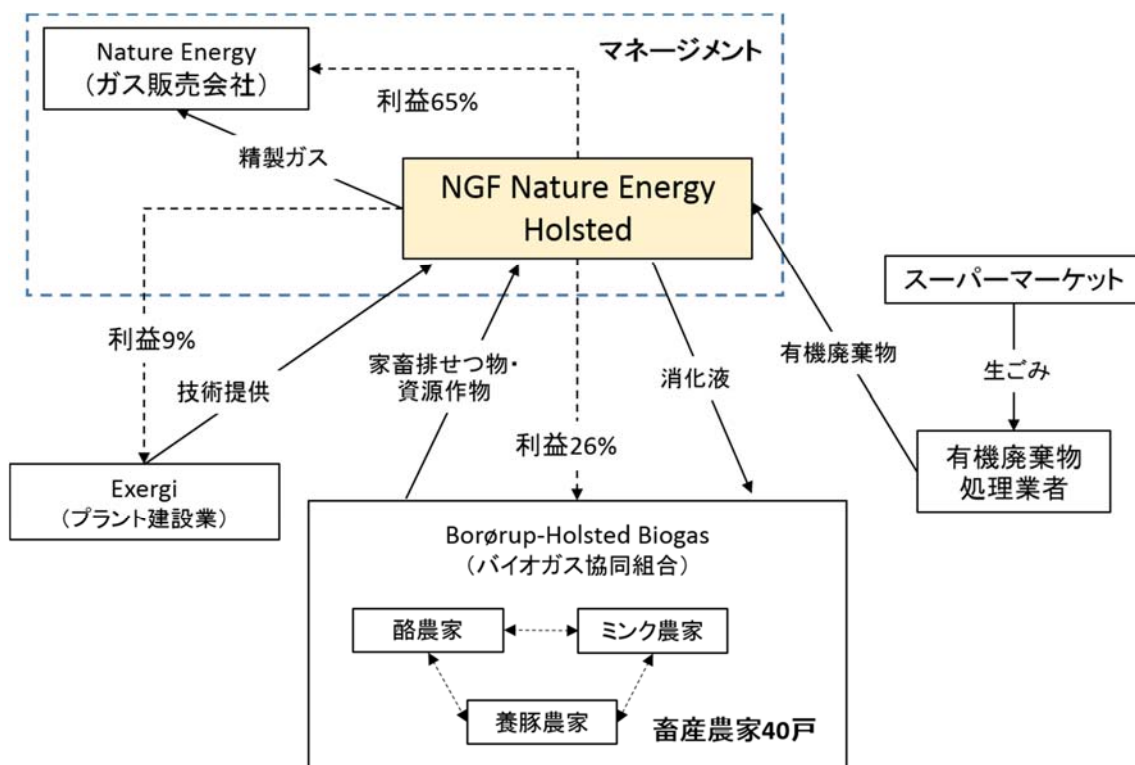 マネージメント
Nature Energy
（ガス販売会社）
利益65%
精製ガス
NGF Nature Energy
Holsted
スーパーマーケット
利益9%
技術提供
家畜排せつ物・
資源作物
消化液
有機廃棄物
生ごみ
利益26%
有機廃棄物
処理業者
Exergi
（プラント建設業）
Borørup-Holsted Biogas
（バイオガス協同組合）
酪農家
ミンク農家
養豚農家
畜産農家40戸